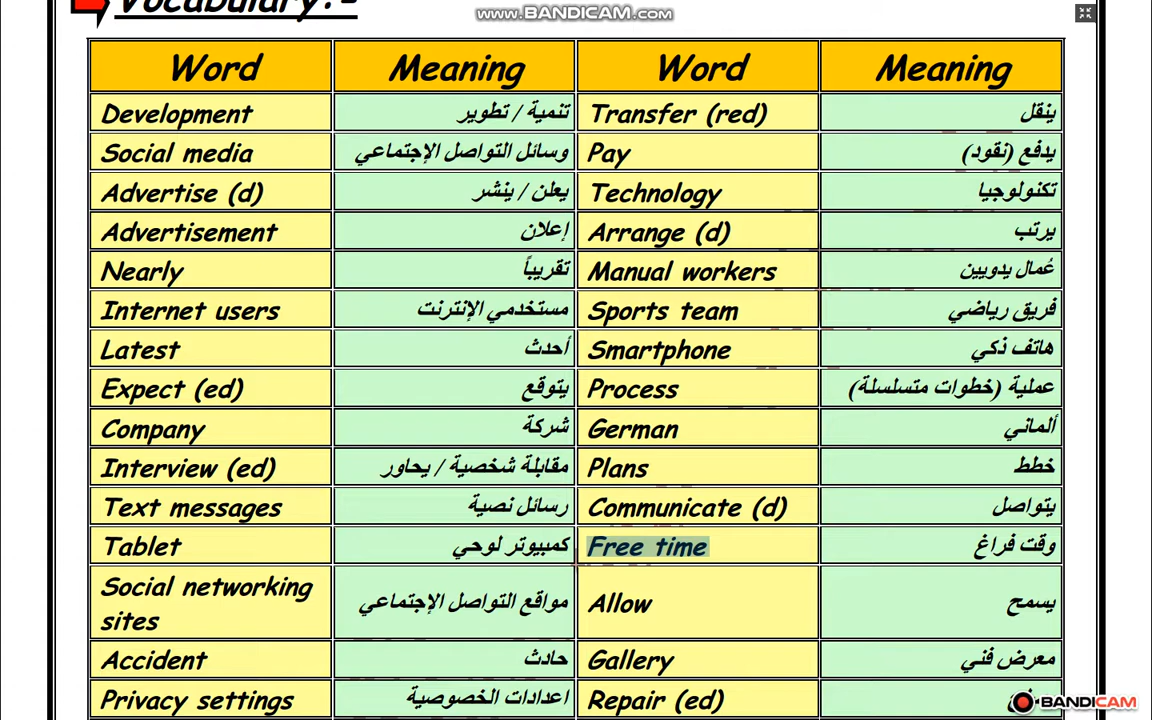 Vocabulary:-
www.BANDICAM.com
Word Meaning Word Meaning
Development تنمية / تطوير Transfer (red) ينقل
Social media وسائل التواصل الإجتماعي Pay يدفع (نقود)
Advertise (d) يعلن / ينشر Technology تكنولوجيا
Advertisement إعلان Arrange (d) يرتب
Nearly تقريباً Manual workers عُمال يدويين
Internet users مستخدمي الإنترنت Sports team فريق رياضي
Latest أحدث Smartphone هاتف ذكي
Expect (ed) يتوقع Process عملية (خطوات متسلسلة)
Company شركة German ألماني
Interview (ed) مقابلة شخصية / يحاور Plans خطط
Text messages رسائل نصية Communicate (d) يتواصل
Tablet كمبيوتر لوحي Free time وقت فراغ
Social networking
sites مواقع التواصل الإجتماعي Allow يسمح
Accident حادث Gallery معرض فني
Privacy settings اعدادات الخصوصية Repair (ed)
BANDICAM